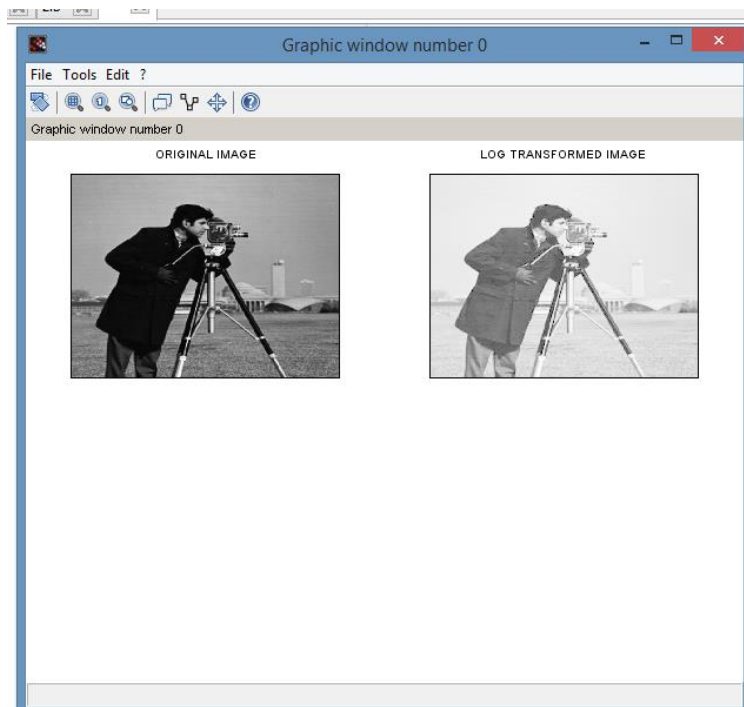 Graphic window number 0
File Tools Edit ?
Graphic window number 0
ORIGINAL IMAGE
LOG TRANSFORMED IMAGE